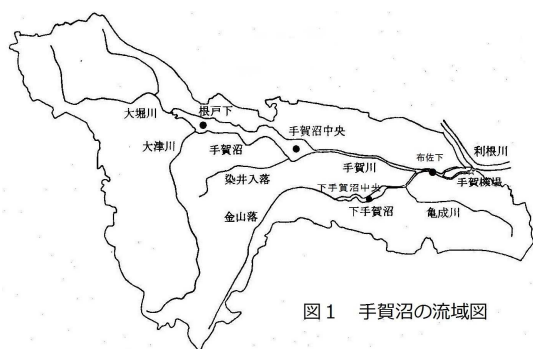 大堀川
根戸下
大津川
手賀沼
手賀沼中央
染井入落
手賀川
布佐下
利根川
手賀機場
下手賀沼中央
金山落
下手賀沼
亀成川
図1 手賀沼の流域図